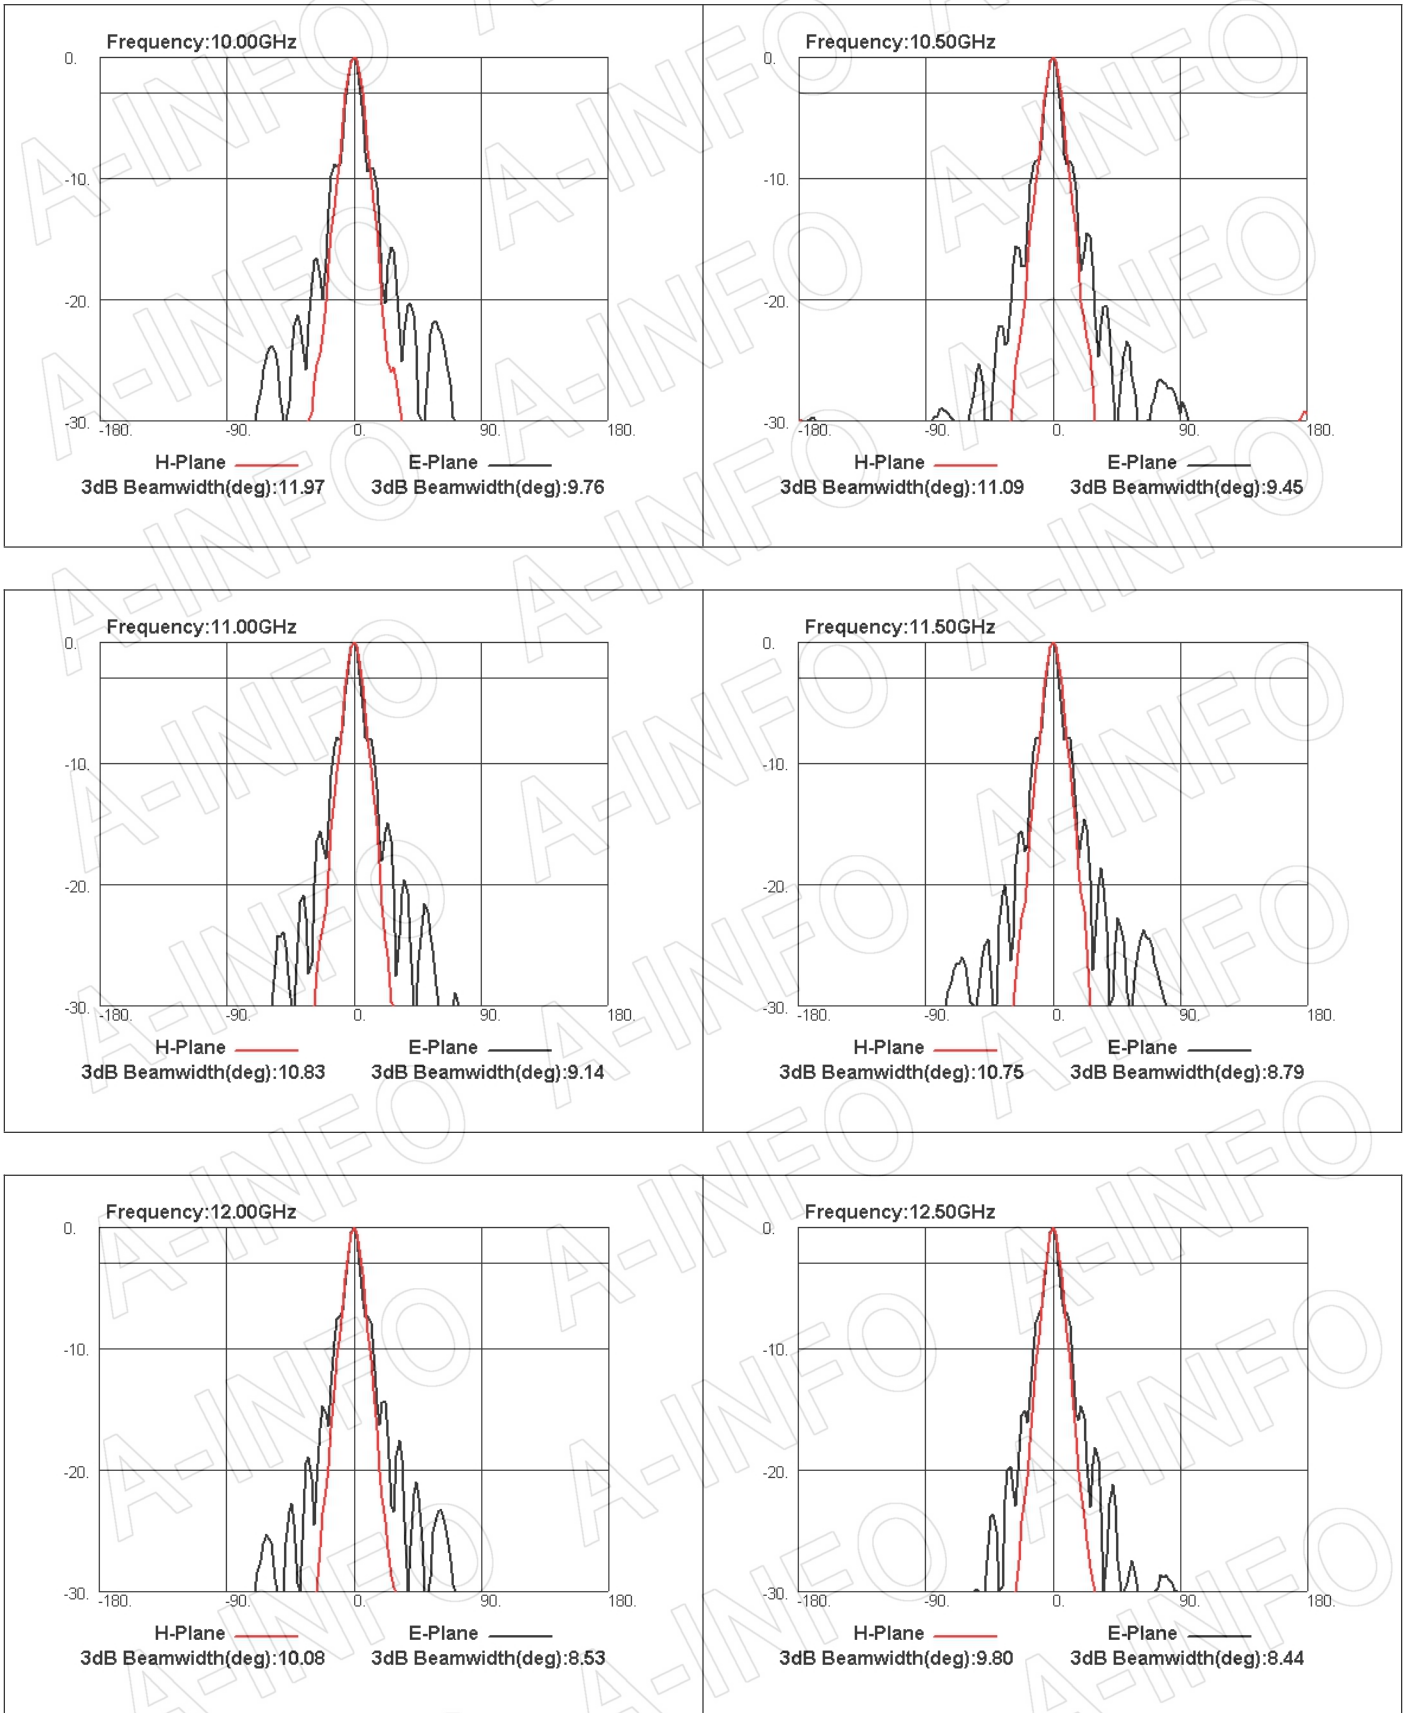 Frequency:10.00GHz
0.
-10.
-20.
-30.
-180. -90. 0. 90. 180.
H-Plane E-Plane
3dB Beamwidth(deg):11.97 3dB Beamwidth(deg):9.76
Frequency:10.50GHz
0.
-10.
-20.
-30.
-180. -90. 0. 90. 180.
H-Plane E-Plane
3dB Beamwidth(deg):11.09 3dB Beamwidth(deg):9.45
Frequency:11.00GHz
0.
-10.
-20.
-30.
-180. -90. 0. 90. 180.
H-Plane E-Plane
3dB Beamwidth(deg):10.83 3dB Beamwidth(deg):9.14
Frequency:11.50GHz
0.
-10.
-20.
-30.
-180. -90. 0. 90. 180.
H-Plane E-Plane
3dB Beamwidth(deg):10.75 3dB Beamwidth(deg):8.79
Frequency:12.00GHz
0.
-10.
-20.
-30.
-180. -90. 0. 90. 180.
H-Plane E-Plane
3dB Beamwidth(deg):10.08 3dB Beamwidth(deg):8.53
Frequency:12.50GHz
0.
-10.
-20.
-30.
-180. -90. 0. 90. 180.
H-Plane E-Plane
3dB Beamwidth(deg):9.80 3dB Beamwidth(deg):8.44
A-INFO